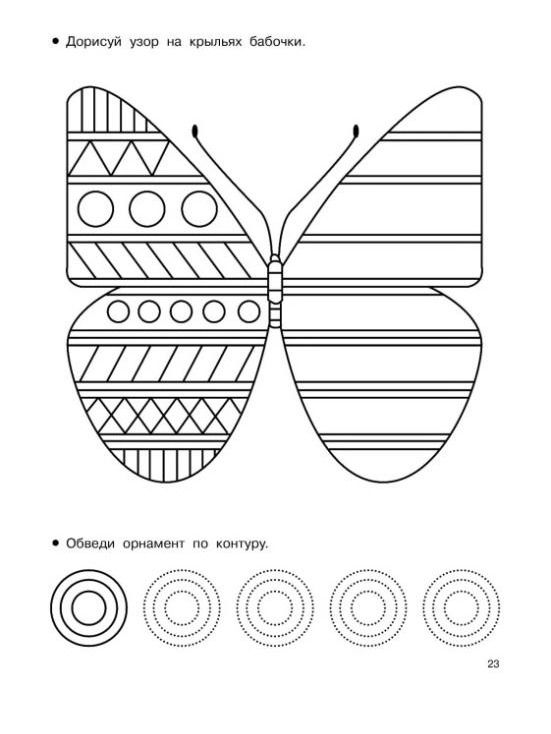 • Дорисуй узор на крыльях бабочки.
• Обведи орнамент по контуру.
23